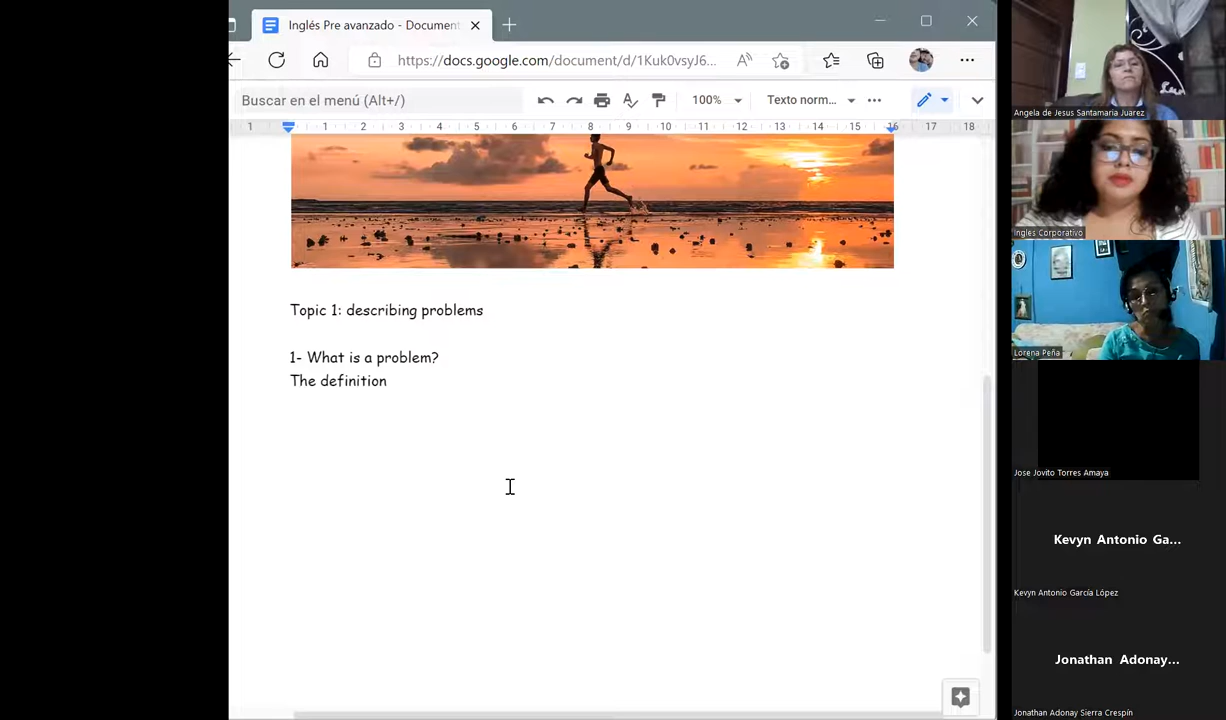 Inglés Pre avanzado - Document
https://docs.google.com/document/d/1Kuk0vsyJ6...
Buscar en el menú (Alt+/)
100%
Texto norm...
1 1 2 3 4 5 6 7 8 9 10 11 12 13 14 15 16 17 18
Topic 1: describing problems
1- What is a problem?
The definition
Angela de Jesus Santamaria Juarez
Ingles Corporativo
Lorena Peña
Jose Jovito Torres Amaya
Kevyn Antonio Ga...
Kevyn Antonio García López
Jonathan Adonay...
Jonathan Adonay Sierra Crespín